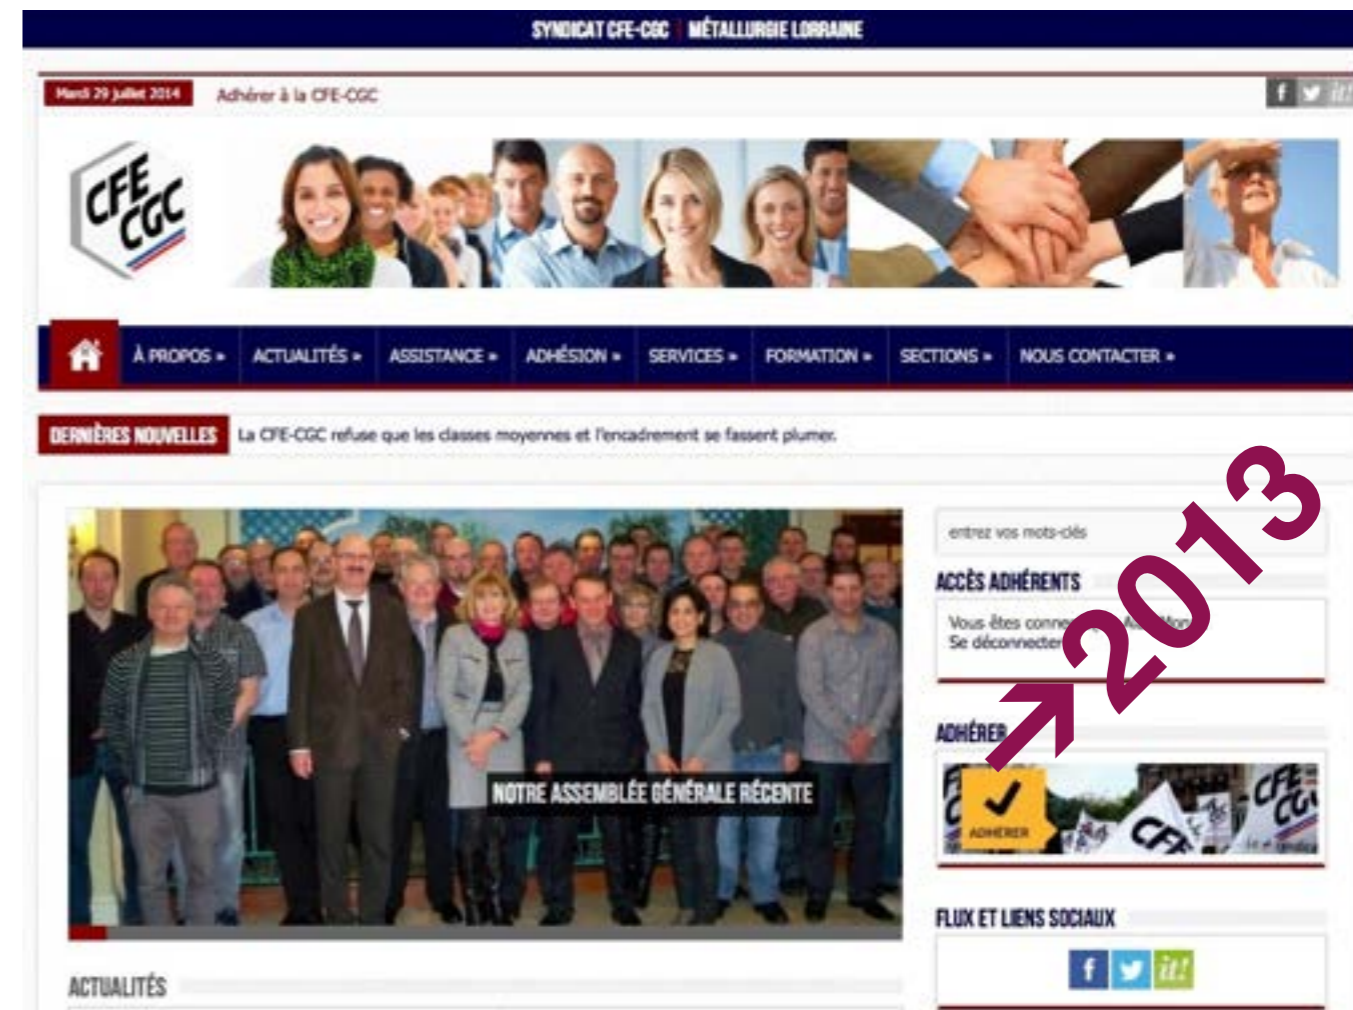 SYNDICAT CFE-CGC | MÉTALLURGIE LORRAINE
Mardi 29 juillet 2014
Adhérer à la CFE-CGC
f it!
CFE
CGC
À PROPOS »
ACTUALITÉS »
ASSISTANCE »
ADHÉSION »
SERVICES »
FORMATION »
SECTIONS »
NOUS CONTACTER »
DERNIÈRES NOUVELLES
La CFE-CGC refuse que les classes moyennes et l'encadrement se fassent plumer.
NOTRE ASSEMBLÉE GÉNÉRALE RÉCENTE
ACTUALITÉS
entrez vos mots-clés
→2013
ACCÈS ADHÉRENTS
Vous êtes
Se déconnecter
ADHÉRER
ADHÉRER
CFE
FLUX ET LIENS SOCIAUX
f it!